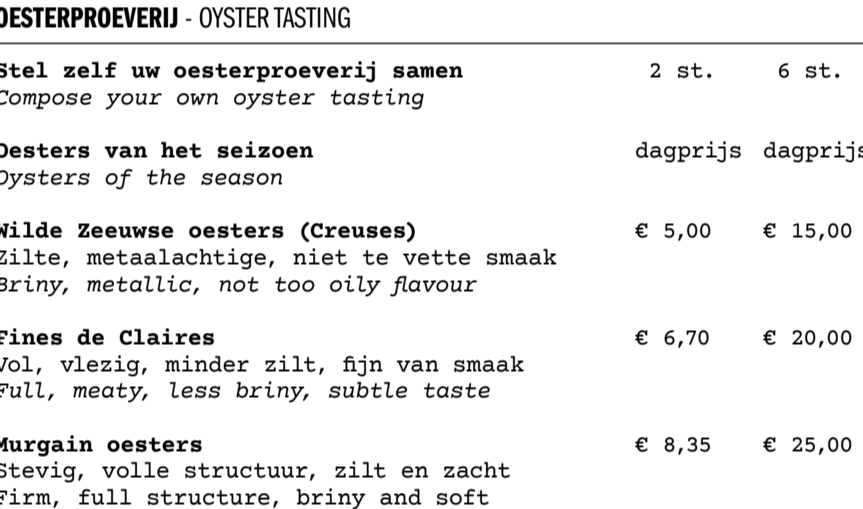 OESTERPROEVERIJ - OYSTER TASTING
Stel zelf uw oesterproeverij samen 2 st. 6 st.
Compose your own oyster tasting
Oesters van het seizoen dagprijs dagprijs
Oysters of the season
Wilde Zeeuwse oesters (Creuses) € 5,00 € 15,00
Zilte, metaalachtige, niet te vette smaak
Briny, metallic, not too oily flavour
Fines de Claires € 6,70 € 20,00
Vol, vlezig, minder zilt, fijn van smaak
Full, meaty, less briny, subtle taste
Murgain oesters € 8,35 € 25,00
Stevig, volle structuur, zilt en zacht
Firm, full structure, briny and soft